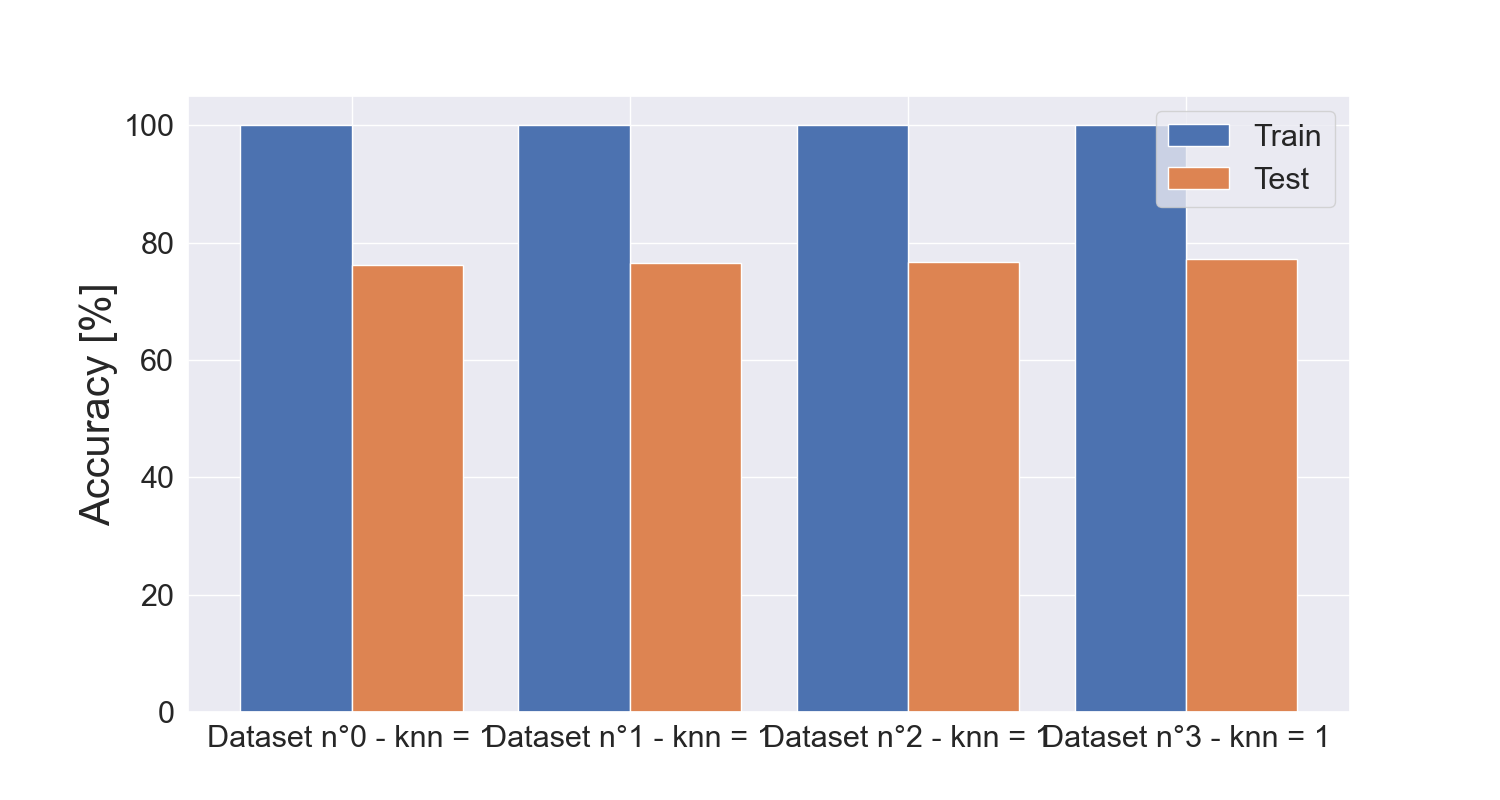 Train
Test
Accuracy [%]
100
80
60
40
20
0
Dataset n°0 - knn = 1
Dataset n°1 - knn = 1
Dataset n°2 - knn = 1
Dataset n°3 - knn = 1